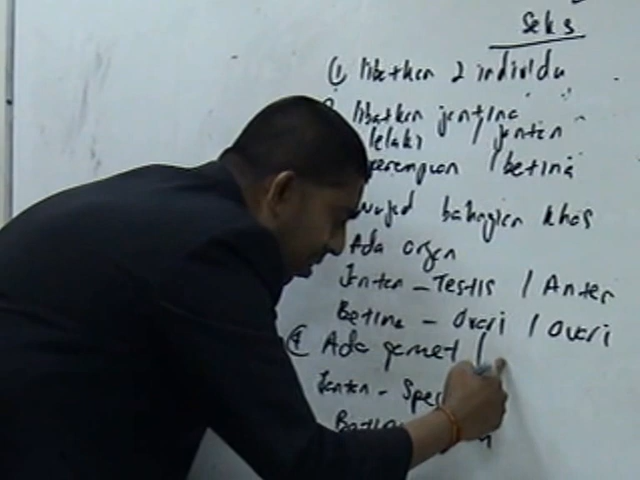 Seks
① libatkan 2 individu
libatkan jantina
lelaki / jantan
perempuan / betina
wujud bahagian khas
Ada organ
Jantan - Testis / Anter
Betina - Ovari / Ovari
④ Ada gamet /
Jantan - Spe